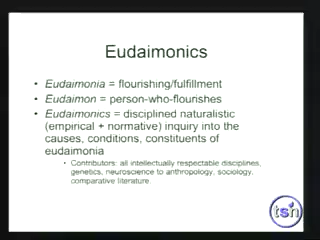 Eudaimonics
• Eudaimonia = flourishing/fulfillment
• Eudaimon = person-who-flourishes
• Eudaimonics = disciplined naturalistic
(empirical + normative) inquiry into the
causes, conditions, constituents of
eudaimonia
• Contributors: all intellectually respectable disciplines,
genetics, neuroscience to anthropology, sociology,
comparative literature
tsn